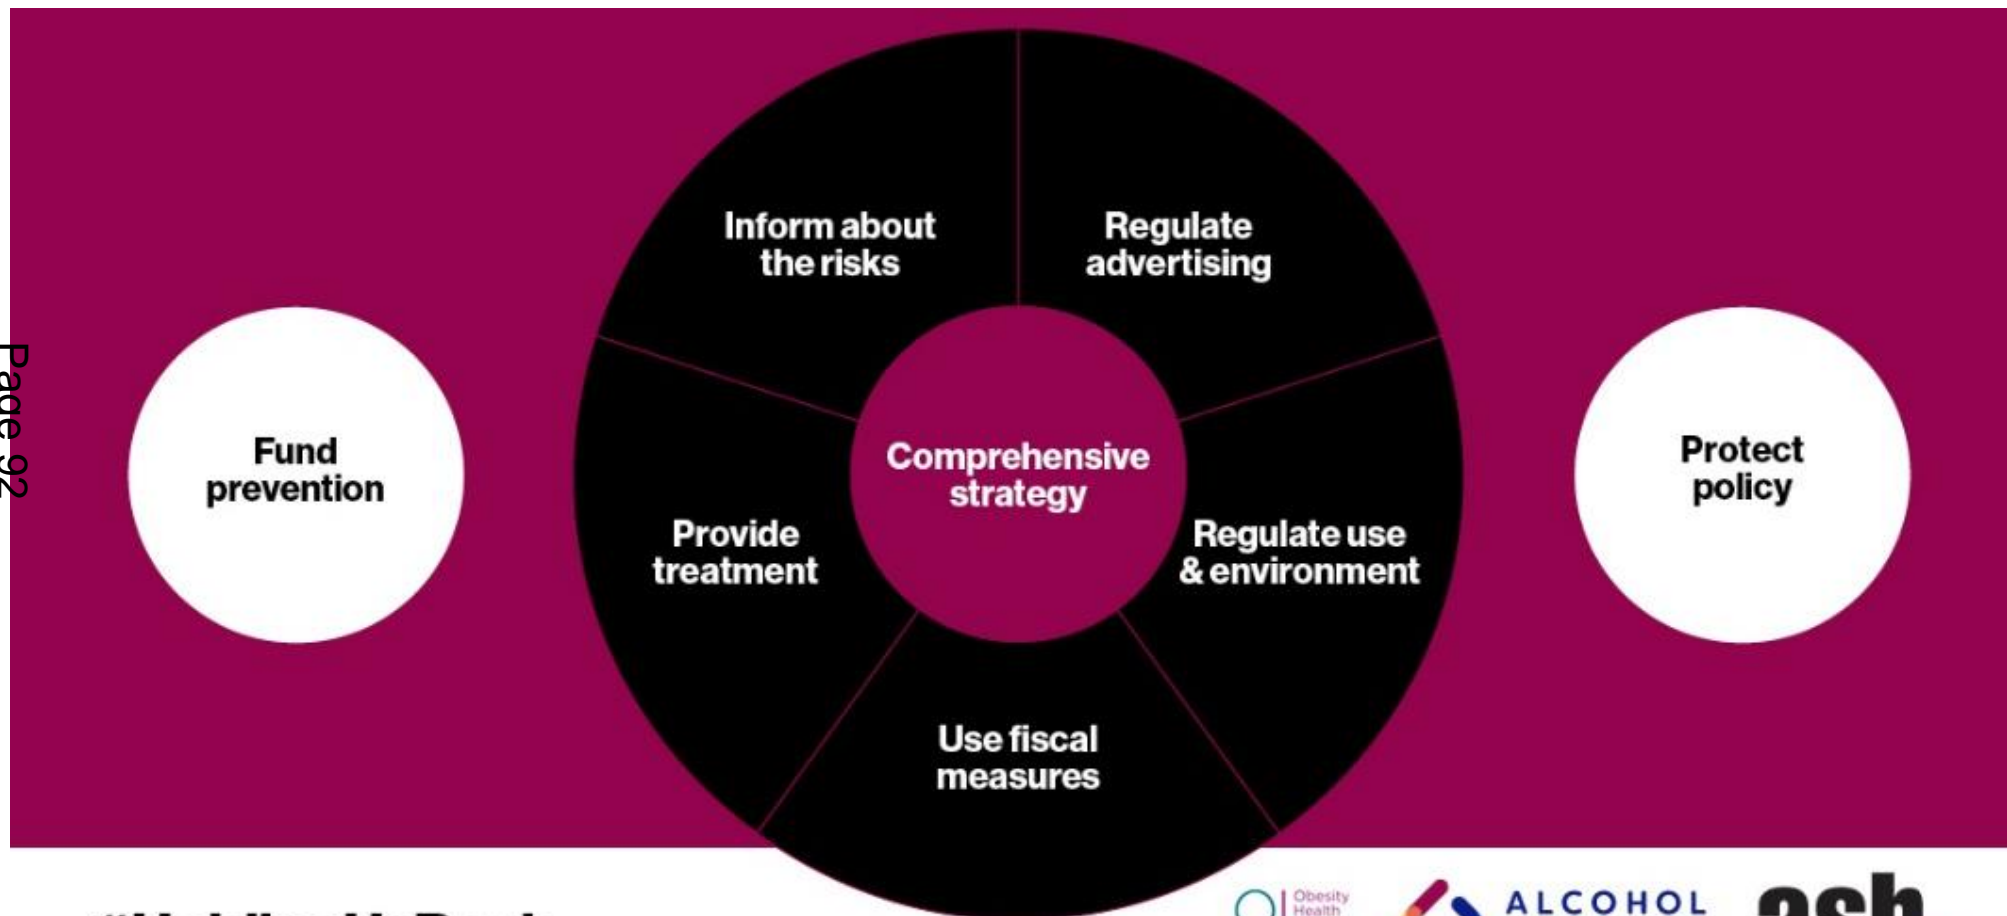 Inform about
the risks
Regulate
advertising
Fund
prevention
Comprehensive
strategy
Protect
policy
Provide
treatment
Regulate use
& environment
Use fiscal
measures
Page 92
Obesity
Health
ALCOHOL
ash